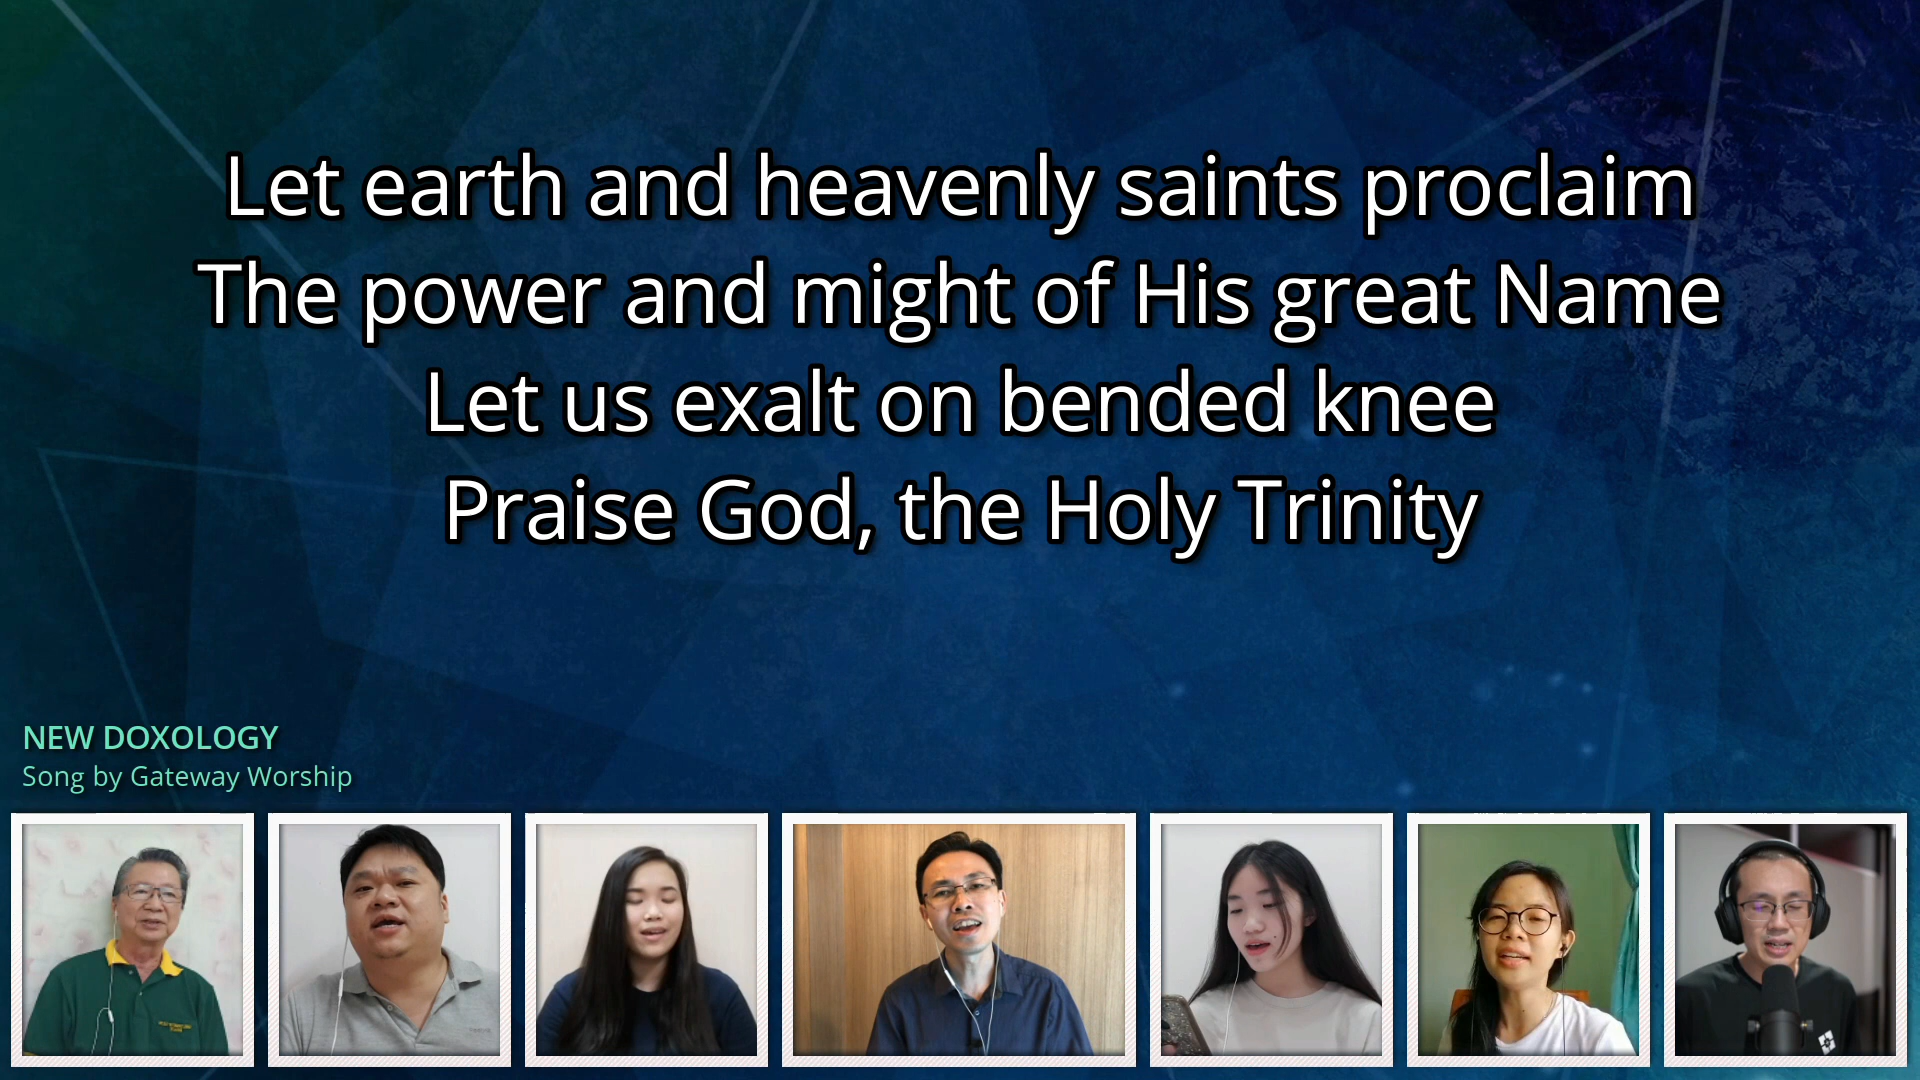 Let earth and heavenly saints proclaim
The power and might of His great Name
Let us exalt on bended knee
Praise God, the Holy Trinity
NEW DOXOLOGY
Song by Gateway Worship